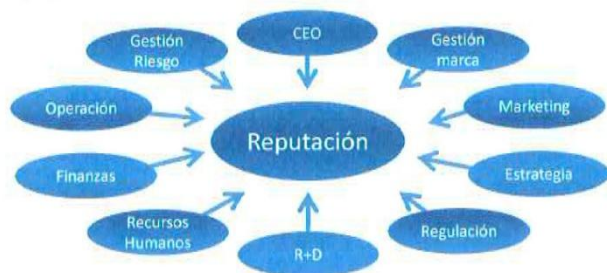 CEO
Gestión
Riesgo
Gestión
marca
Operación
Marketing
Reputación
Finanzas
Estrategia
Recursos
Humanos
Regulación
R+D